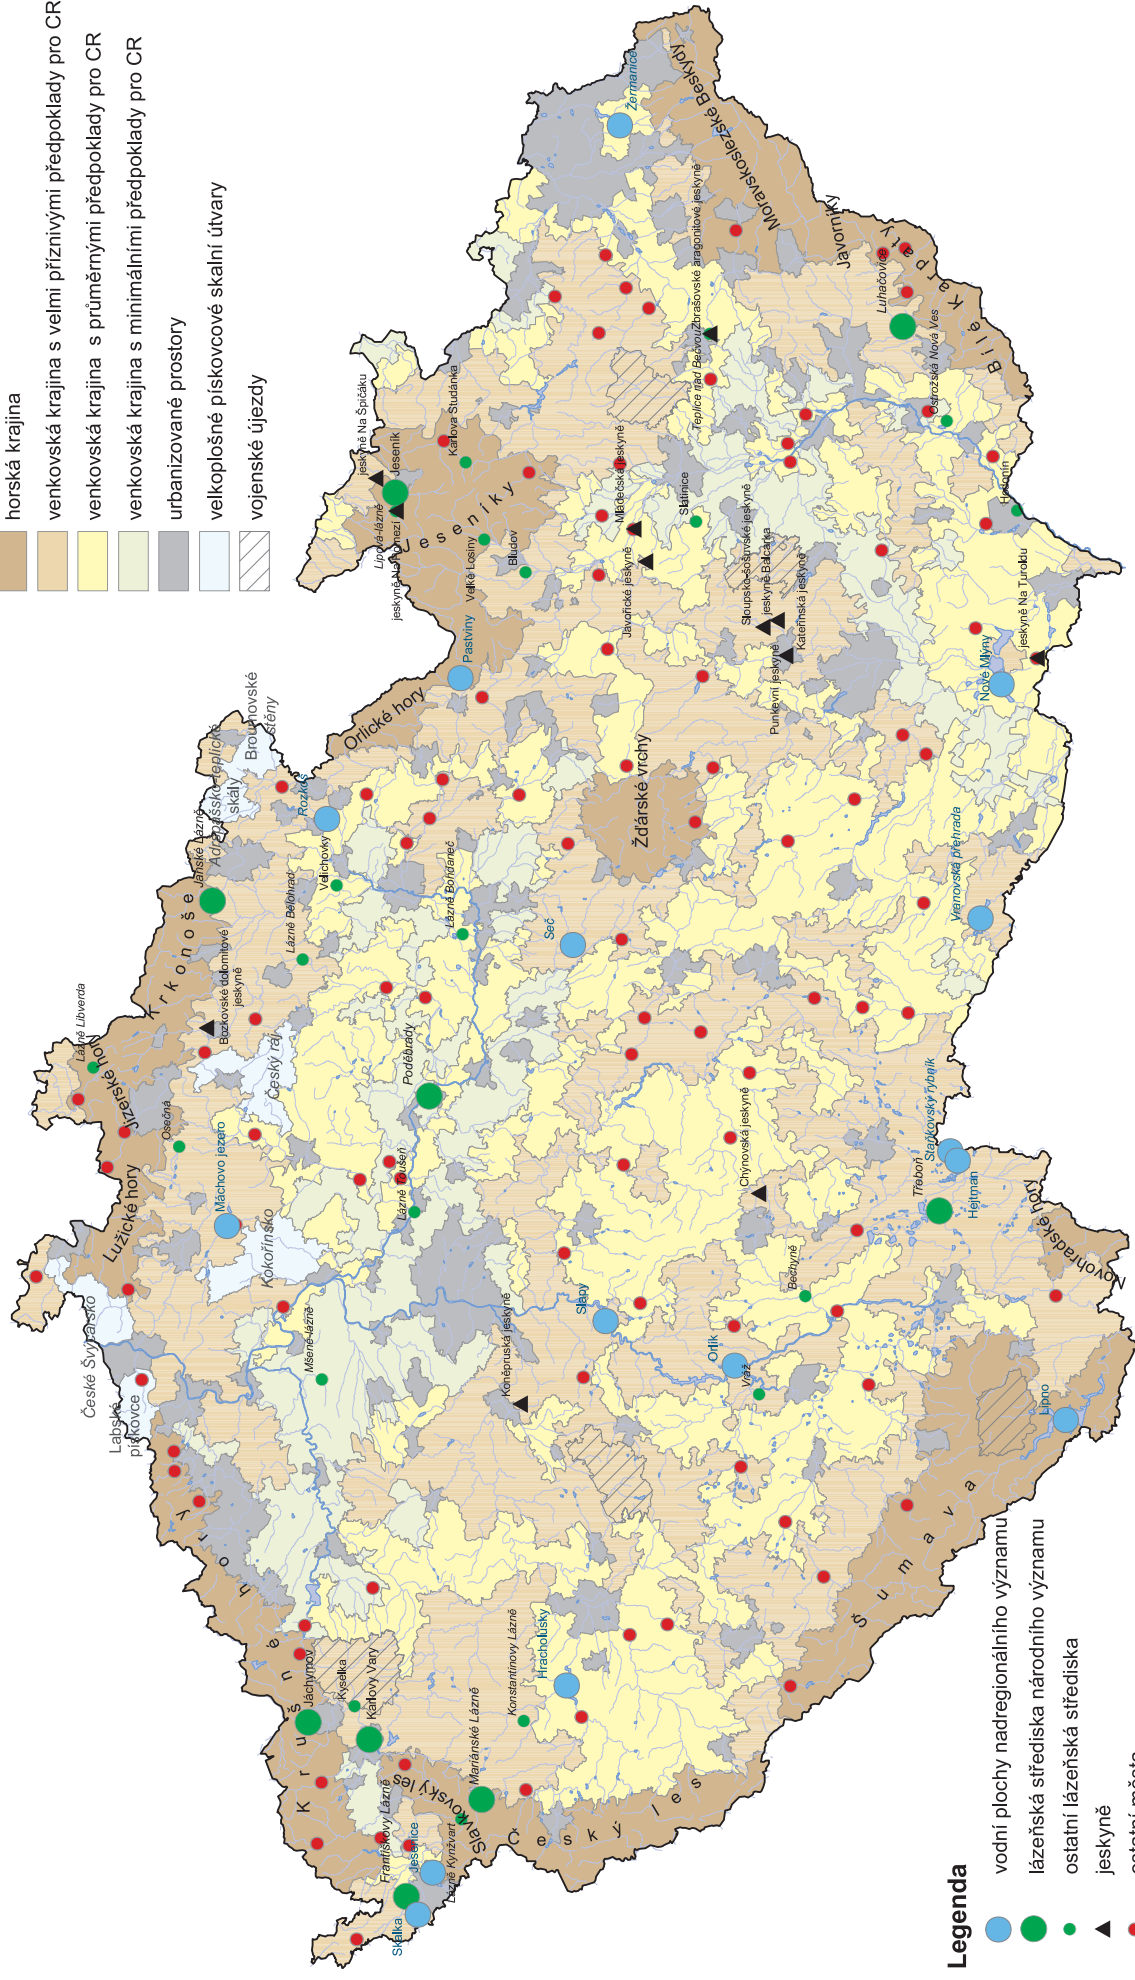 horská krajina
venkovská krajina s velmi příznivými předpoklady pro CR
venkovská krajina  s průměrnými předpoklady pro CR
venkovská krajina s minimálními předpoklady pro CR
urbanizované prostory
velkoplošné pískovcové skalní útvary
vojenské újezdy
Skalka
Jesenice
Františkovy Lázně
Lázně Kynžvart
Slavkovský les
Mariánské Lázně
Český les
Krušné hory
Jáchymov
Kyselka
Karlovy Vary
Konstantinovy Lázně
Hracholusky
Labské
pískovce
České Švýcarsko
Lužické hory
Jizerské hory
Lázně Libverda
Osečná
Máchovo jezero
Kokořínsko
Mšené-lázně
Lázně Toušeň
Český ráj
Poděbrady
Bozkovské dolomitové
jeskyně
Krkonoše
Janské Lázně
Adršpašsko-teplické
skály
Broumovské
stěny
Lázně Bělohrad
Velichovky
Rozkoš
Lázně Bohdaneč
Orlické hory
Pastviny
Seč
Žďárské vrchy
Koněpruská jeskyně
Slapy
Orlík
Vráž
Bechyně
Chýnovská jeskyně
Třeboň
Staňkovský rybník
Hejtman
Novohradské hory
Lipno
Šumava
Vranovská přehrada
Nové Mlýny
jeskyně Na Turoldu
Hodonín
Punkevní jeskyně
Kateřinská jeskyně
jeskyně Balcarka
Sloupsko-šošůvské jeskyně
Javoříčské jeskyně
Mladečská jeskyně
Slatinice
Bludov
Velké Losiny
Jeseníky
jeskyně Na Pomezí
Lipová-lázně
Jeseník
jeskyně Na Špičáku
Karlova Studánka
Teplice nad Bečvou
Zbrašovské aragonitové jeskyně
Ostrožská Nová Ves
Luhačovice
Bílé Karpaty
Javorníky
Moravskoslezské Beskydy
Žermanice
Legenda
vodní plochy nadregionálního významu
lázeňská střediska národního významu
ostatní lázeňská střediska
jeskyně
ostatní města